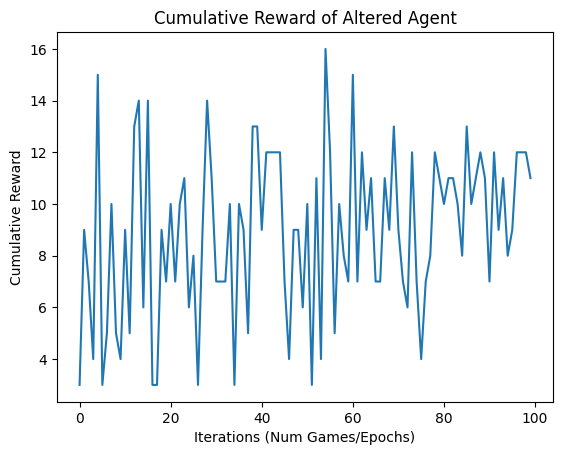 Cumulative Reward of Altered Agent
16
14
12
10
8
6
4
Cumulative Reward
0 20 40 60 80 100
Iterations (Num Games/Epochs)